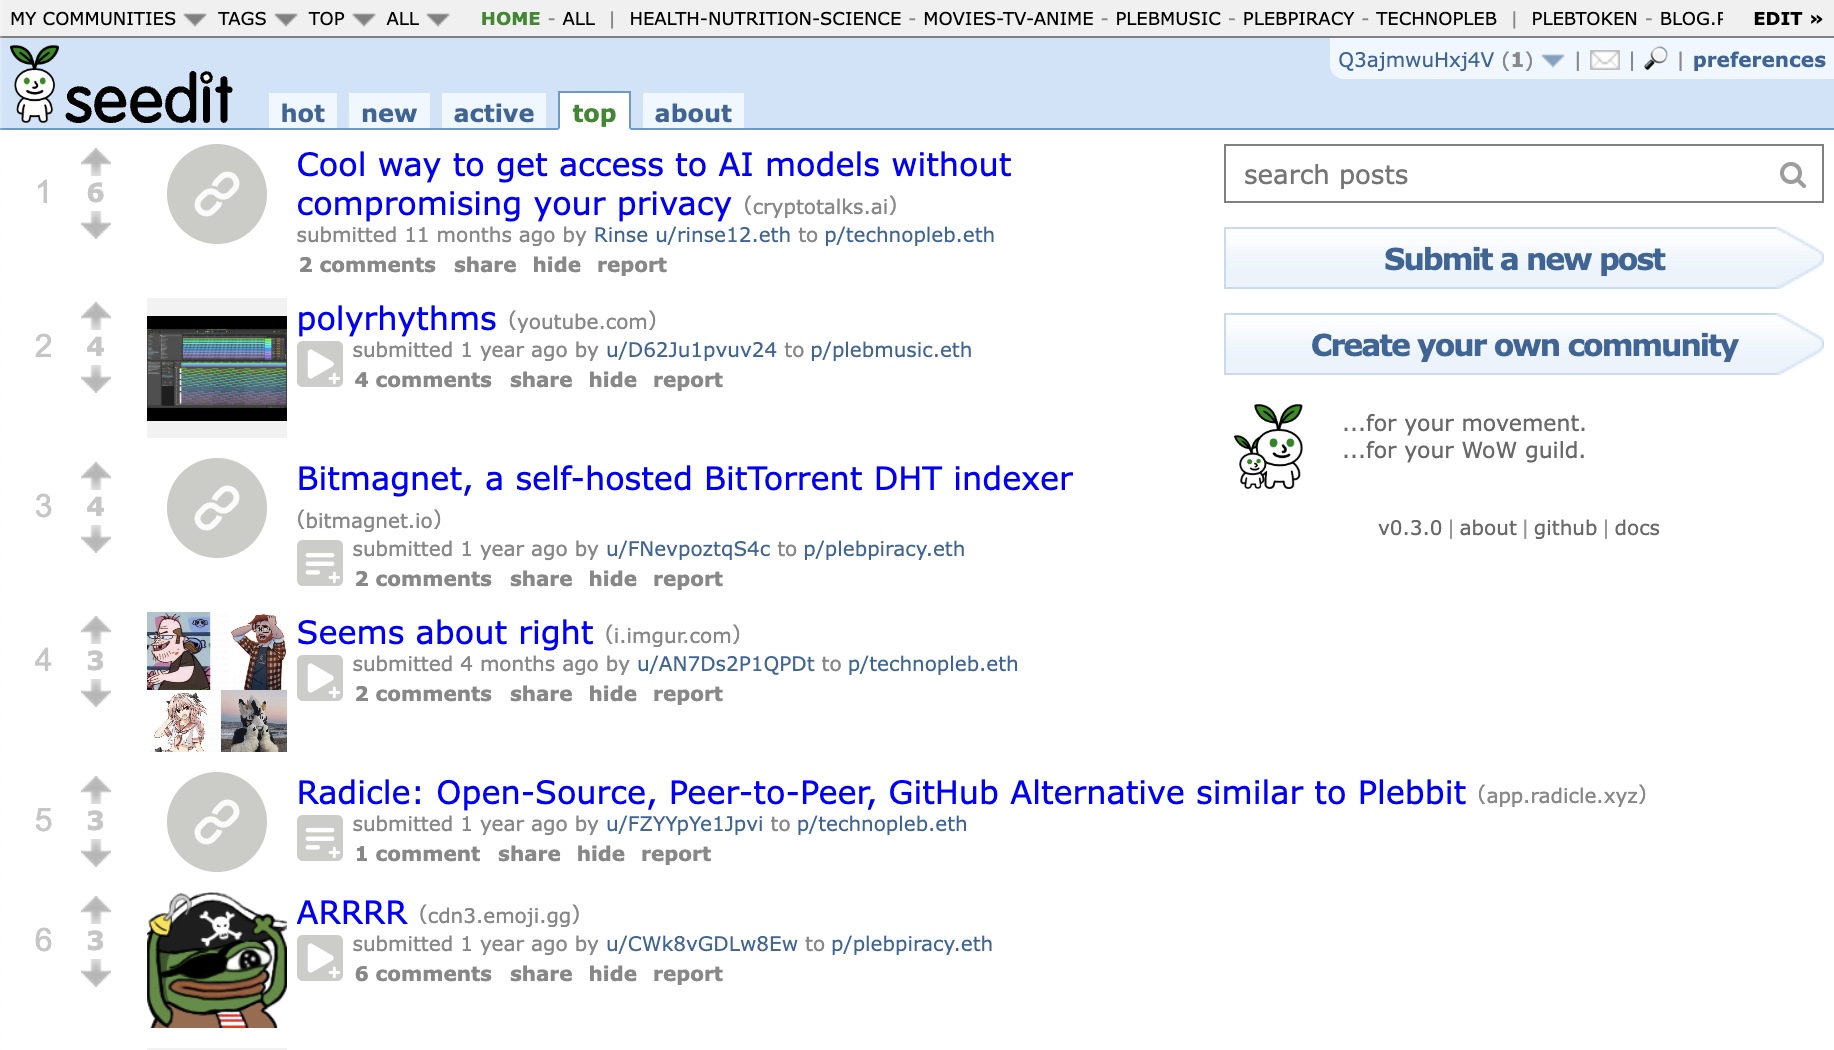 MY COMMUNITIES TAGS TOP ALL HOME - ALL | HEALTH-NUTRITION-SCIENCE - MOVIES-TV-ANIME - PLEBMUSIC - PLEBPIRACY - TECHNOPLEB | PLEBTOKEN - BLOG. EDIT »
Q3ajmwuHxj4V (1) | | | preferences
seedit hot new active top about
1
6
Cool way to get access to AI models without
compromising your privacy (cryptotalks.ai)
submitted 11 months ago by Rinse u/rinse12.eth to p/technopleb.eth
2 comments share hide report
2
4
polyrhythms (youtube.com)
submitted 1 year ago by u/D62Ju1pvuv24 to p/plebmusic.eth
4 comments share hide report
3
4
Bitmagnet, a self-hosted BitTorrent DHT indexer
(bitmagnet.io)
submitted 1 year ago by u/FNevpoztqS4c to p/plebpiracy.eth
2 comments share hide report
4
3
Seems about right (i.imgur.com)
submitted 4 months ago by u/AN7Ds2P1QPDt to p/technopleb.eth
2 comments share hide report
5
3
Radicle: Open-Source, Peer-to-Peer, GitHub Alternative similar to Plebbit (app.radicle.xyz)
submitted 1 year ago by u/FZYYpYe1Jpvi to p/technopleb.eth
1 comment share hide report
6
3
ARRRR (cdn3.emoji.gg)
submitted 1 year ago by u/CWk8vGDLw8Ew to p/plebpiracy.eth
6 comments share hide report
search posts
Submit a new post
Create your own community
...for your movement.
...for your WoW guild.
v0.3.0 | about | github | docs